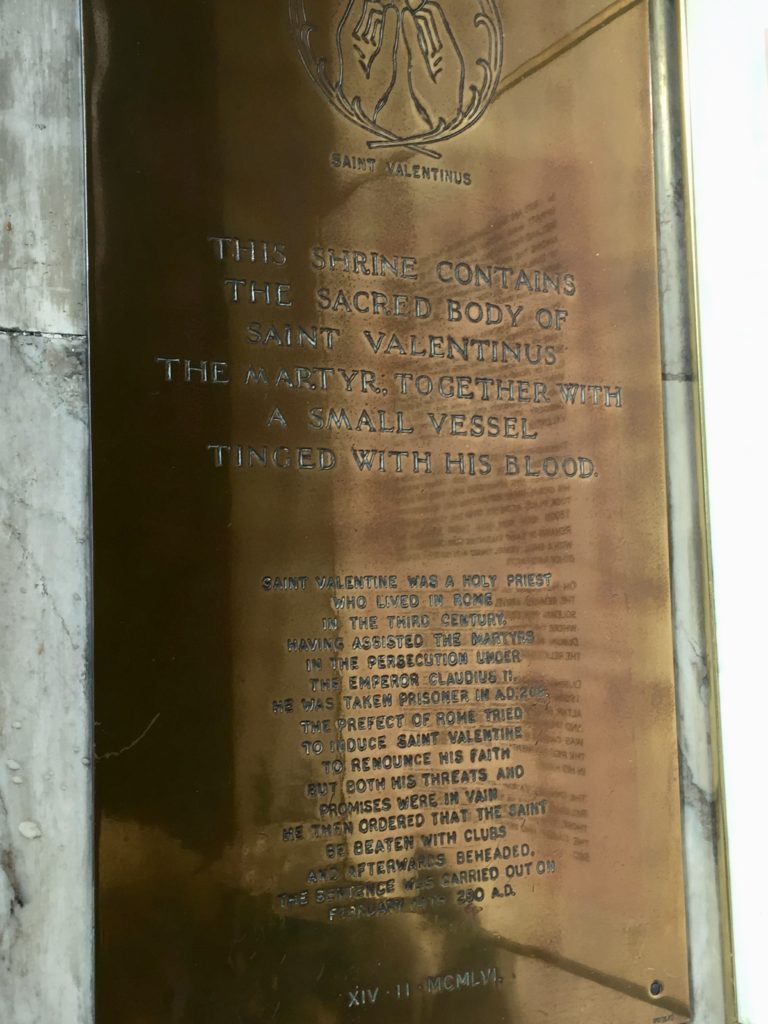 SAINT VALENTINUS
THIS SHRINE CONTAINS
THE SACRED BODY OF
SAINT VALENTINUS
THE MARTYR, TOGETHER WITH
A SMALL VESSEL
TINGED WITH HIS BLOOD.
SAINT VALENTINE WAS A HOLY PRIEST
WHO LIVED IN ROME
IN THE THIRD CENTURY.
HAVING ASSISTED THE MARTYRS
IN THE PERSECUTION UNDER
THE EMPEROR CLAUDIUS II.
HE WAS TAKEN PRISONER IN A.D.
THE PREFECT OF ROME TRIED
TO INDUCE SAINT VALENTINE
TO RENOUNCE HIS FAITH
BUT BOTH HIS THREATS AND
PROMISES WERE IN VAIN
HE THEN ORDERED THAT THE SAINT
BE BEATEN WITH CLUBS
AND AFTERWARDS BEHEADED.
THE SENTENCE WAS CARRIED OUT ON
FEBRUARY A.D.
XIV · II · MCMLVI.